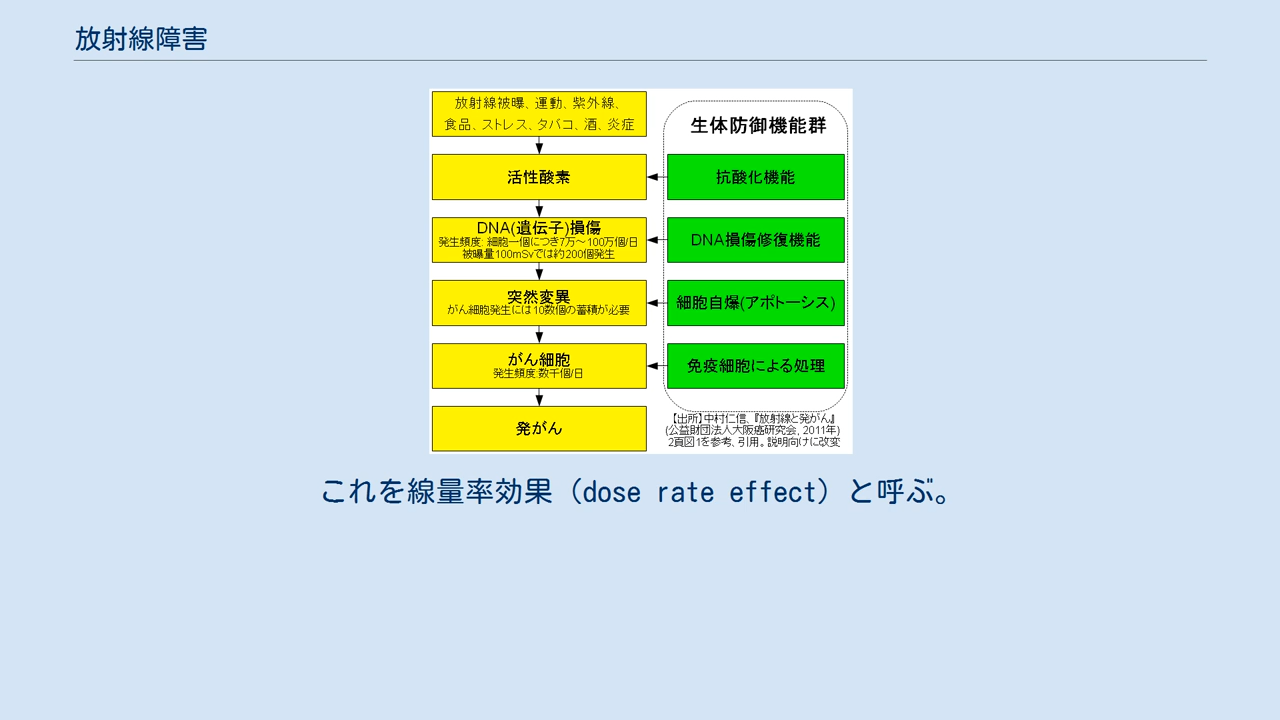 放射線障害
放射線被曝、運動、紫外線、
食品、ストレス、タバコ、酒、炎症
生体防御機能群
活性酸素
抗酸化機能
DNA(遺伝子)損傷
発生頻度: 細胞一個につき7万～100万個/日
被曝量100mSvでは約200個発生
DNA損傷修復機能
突然変異
がん細胞発生には10数個の蓄積が必要
細胞自爆(アポトーシス)
がん細胞
発生頻度:数千個/日
免疫細胞による処理
発がん
【出所】中村仁信、『放射線と発がん』
(公益財団法人大阪癌研究会, 2011年)
2頁図1を参考、引用。説明向けに改変
これを線量率効果（dose rate effect）と呼ぶ。